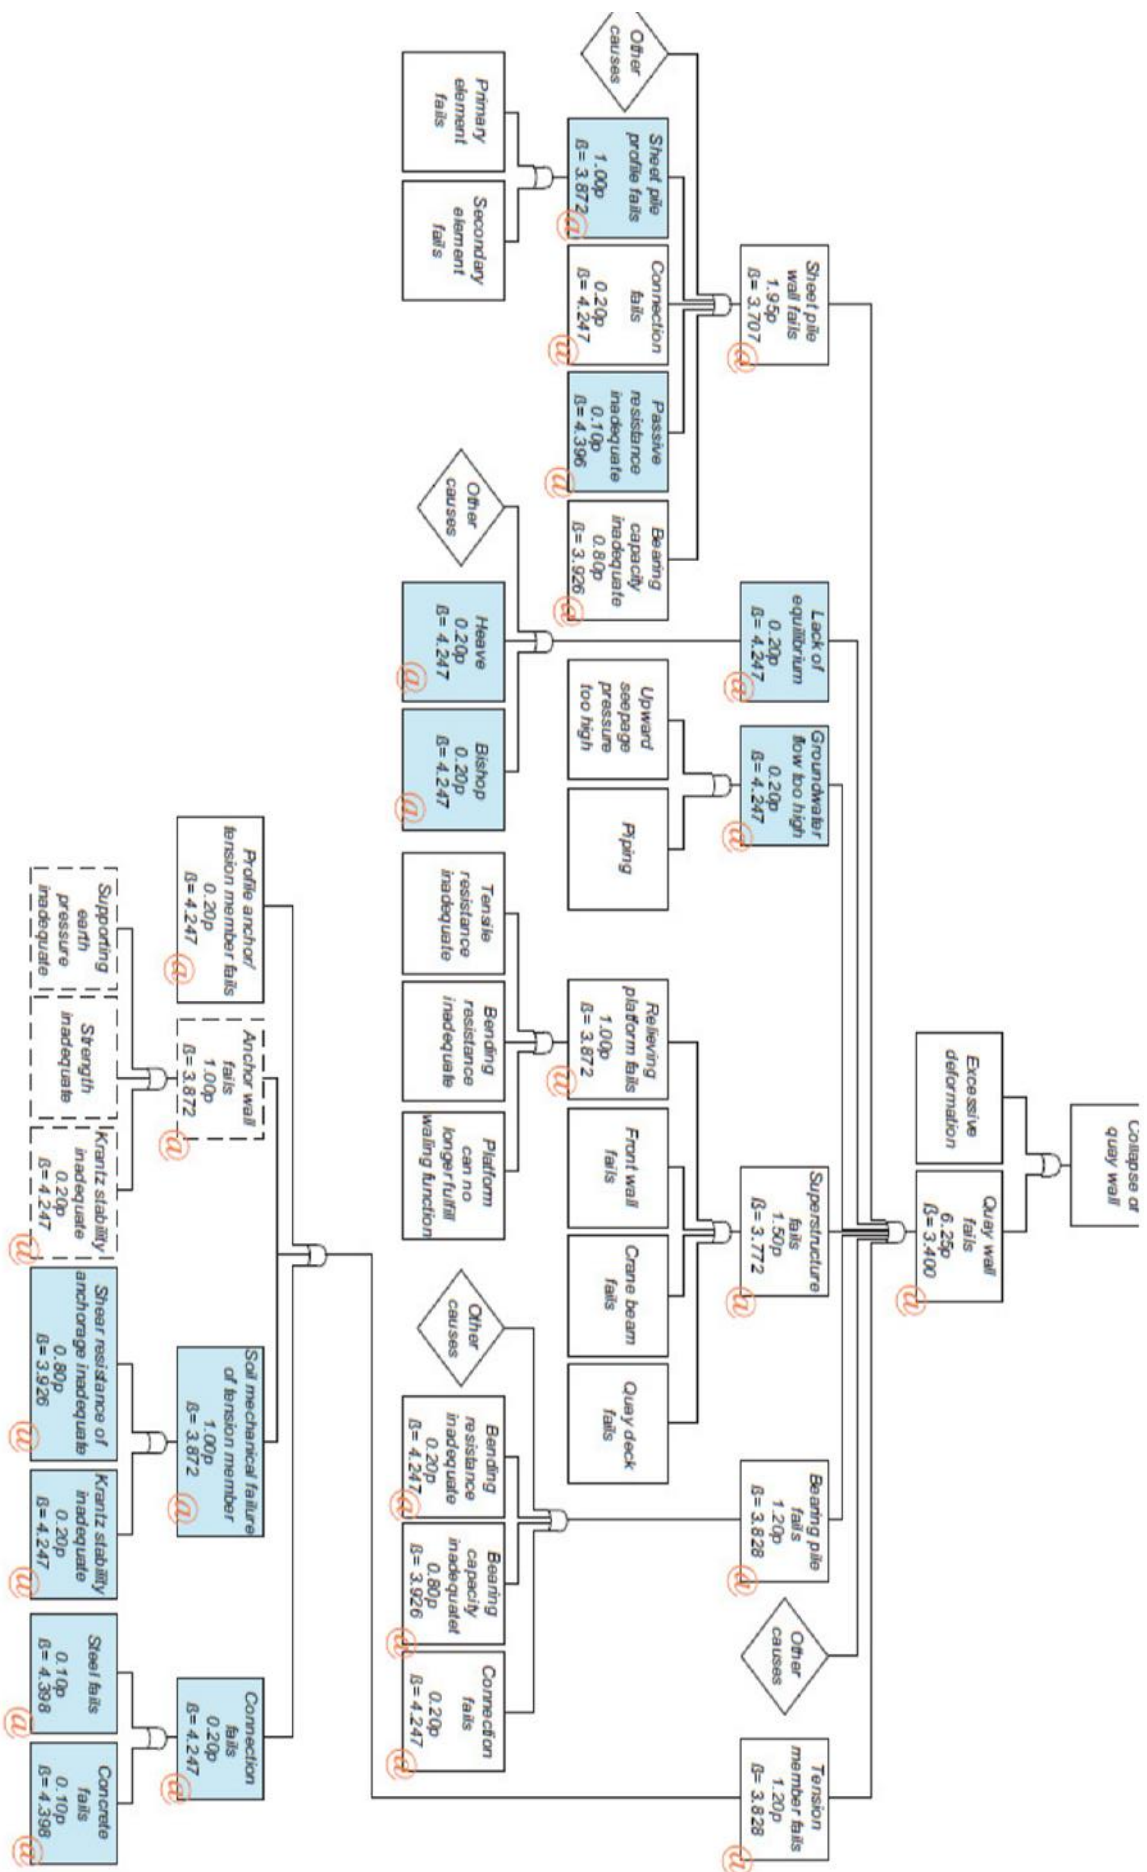 Collapse of
quay wall
Excessive
deformation
Quay wall
fails
6.25p
ß= 3.400
@
Sheet pile
wall fails
1.95p
ß= 3.707
@
Lack of
equilibrium
0.20p
ß= 4.247
@
Groundwater
flow too high
0.20p
ß= 4.247
@
Superstructure
fails
1.50p
ß= 3.772
@
Bearing pile
fails
1.20p
ß= 3.828
@
Other
causes
Tension
member fails
1.20p
ß= 3.828
@
Other
causes
Sheet pile
profile fails
1.00p
ß= 3.872
@
Connection
fails
0.20p
ß= 4.247
@
Passive
resistance
inadequate
0.10p
ß= 4.396
@
Bearing
capacity
inadequate
0.80p
ß= 3.926
@
Upward
seepage
pressure
too high
Piping
Relieving
platform fails
1.00p
ß= 3.872
@
Front wall
fails
Crane beam
fails
Quay deck
fails
Primary
element
fails
Secondary
element
fails
Other
causes
Heave
0.20p
ß= 4.247
@
Bishop
0.20p
ß= 4.247
@
Tensile
resistance
inadequate
Bending
resistance
inadequate
Platform
can no
longer fulfill
waling function
Other
causes
Bending
resistance
inadequate
0.20p
ß= 4.247
@
Bearing
capacity
inadequatet
0.80p
ß= 3.926
@
Connection
fails
0.20p
ß= 4.247
@
Profile anchor/
tension member fails
0.20p
ß= 4.247
@
Anchor wall
fails
1.00p
ß= 3.872
@
Soil mechanical failure
of tension member
1.00p
ß= 3.872
@
Connection
fails
0.20p
ß= 4.247
@
Supporting
earth
pressure
inadequate
Strength
inadequate
Krantz stability
inadequate
0.20p
ß= 4.247
@
Shear resistance of
anchorage inadequate
0.80p
ß= 3.926
@
Krantz stability
inadequate
0.20p
ß= 4.247
@
Steel fails
0.10p
ß= 4.398
@
Concrete
fails
0.10p
ß= 4.398
@